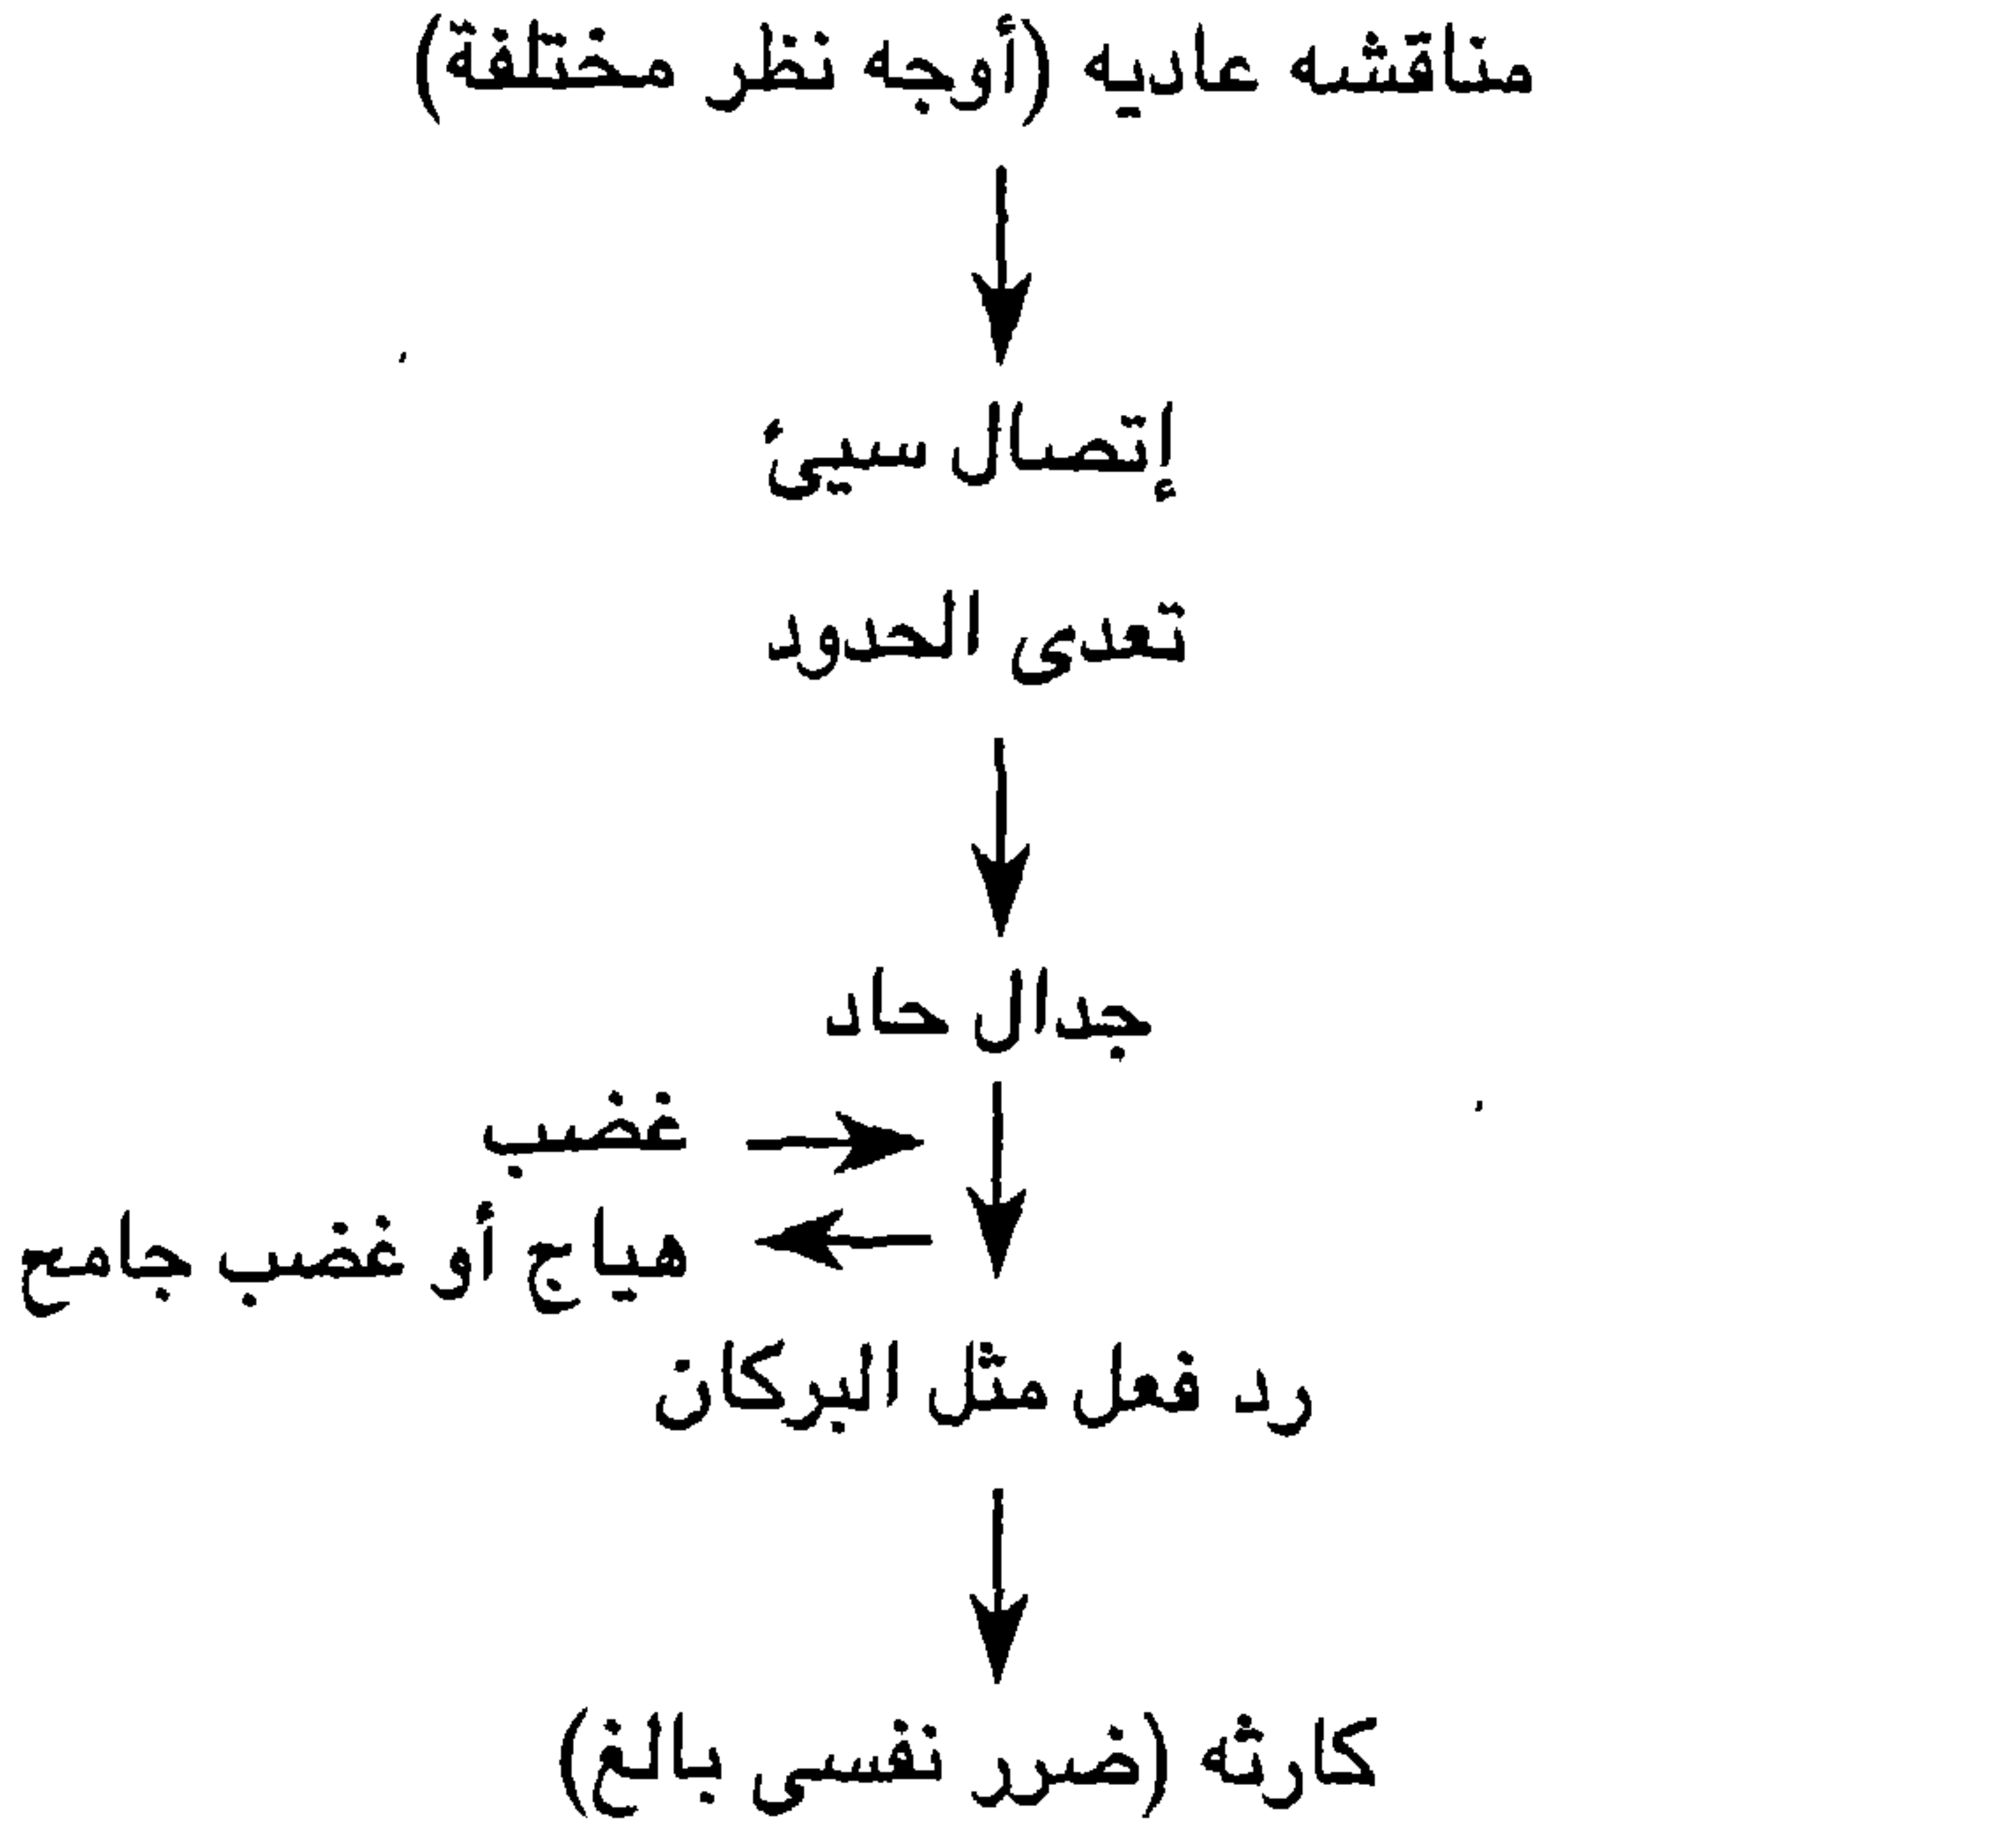 مناقشه عاديه (أوجه نظر مختلفة)
إتصال سيئ
تعدى الحدود
جدال حاد
غضب
هياج أو غضب جامع
رد فعل مثل البركان
كارثه (ضرر نفسى بالغ)